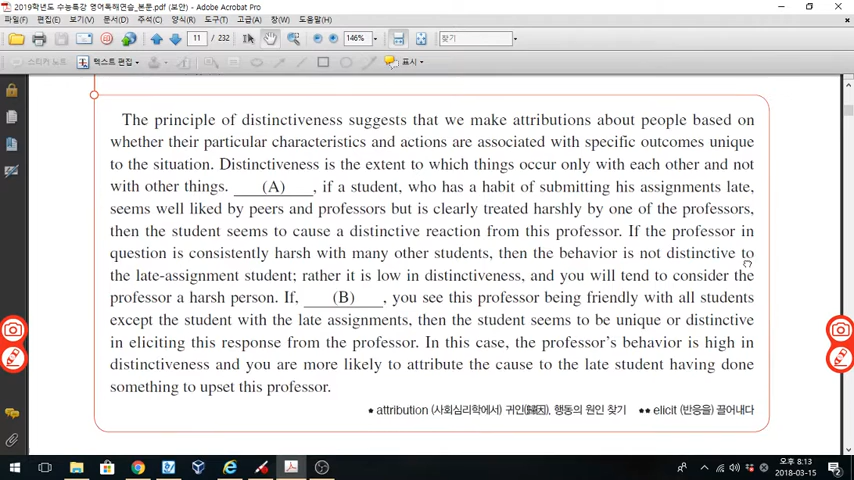 2019학년도 수능특강 영어독해연습_본문.pdf (보안) - Adobe Acrobat Pro
파일(F) 편집(E) 보기(V) 문서(D) 주석(C) 양식(R) 도구(T) 고급(A) 창(W) 도움말(H)
11 / 232 146% 찾기
스티커 노트 텍스트 편집 표시
The principle of distinctiveness suggests that we make attributions about people based on
whether their particular characteristics and actions are associated with specific outcomes unique
to the situation. Distinctiveness is the extent to which things occur only with each other and not
with other things. (A) , if a student, who has a habit of submitting his assignments late,
seems well liked by peers and professors but is clearly treated harshly by one of the professors,
then the student seems to cause a distinctive reaction from this professor. If the professor in
question is consistently harsh with many other students, then the behavior is not distinctive to
the late-assignment student; rather it is low in distinctiveness, and you will tend to consider the
professor a harsh person. If, (B) , you see this professor being friendly with all students
except the student with the late assignments, then the student seems to be unique or distinctive
in eliciting this response from the professor. In this case, the professor's behavior is high in
distinctiveness and you are more likely to attribute the cause to the late student having done
something to upset this professor.
* attribution (사회심리학에서) 귀인(歸因), 행동의 원인 찾기 ** elicit (반응을) 끌어내다
오후 8:13
2018-03-15
2